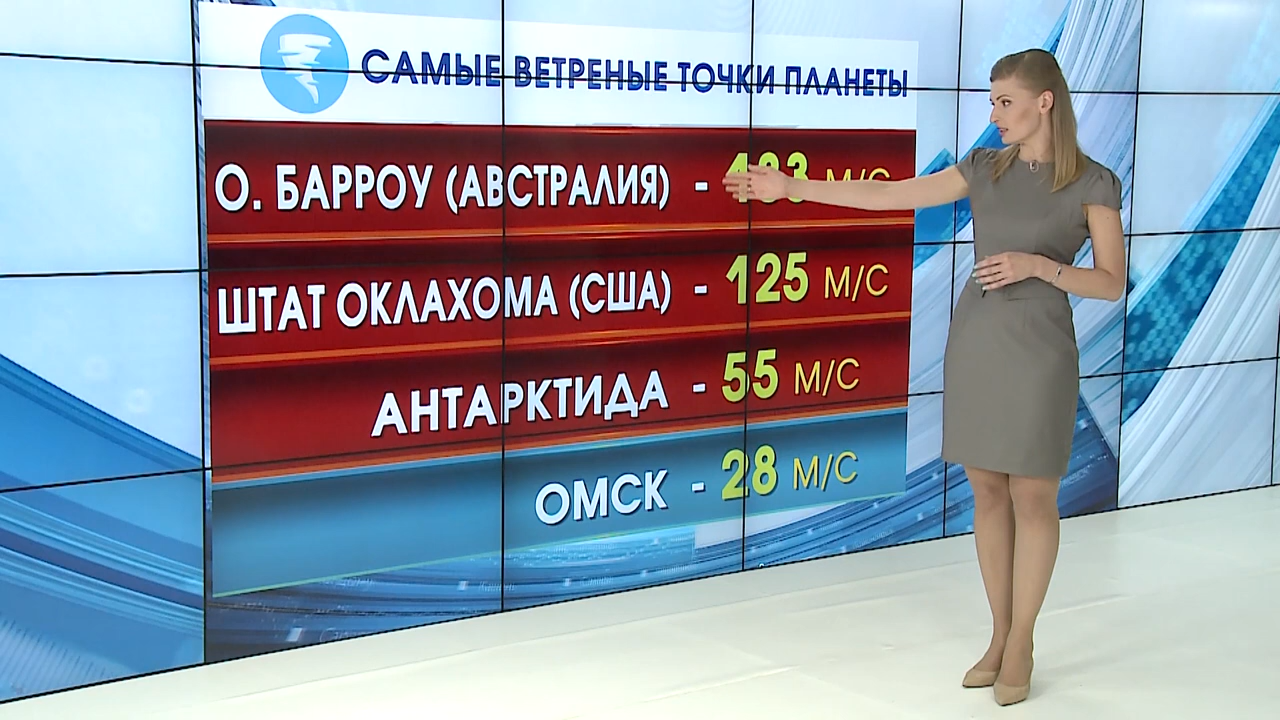 САМЫЕ ВЕТРЕНЫЕ ТОЧКИ ПЛАНЕТЫ
О. БАРРОУ (АВСТРАЛИЯ) - М/С
ШТАТ ОКЛАХОМА (США) - 125 М/С
АНТАРКТИДА - 55 М/С
ОМСК - 28 М/С